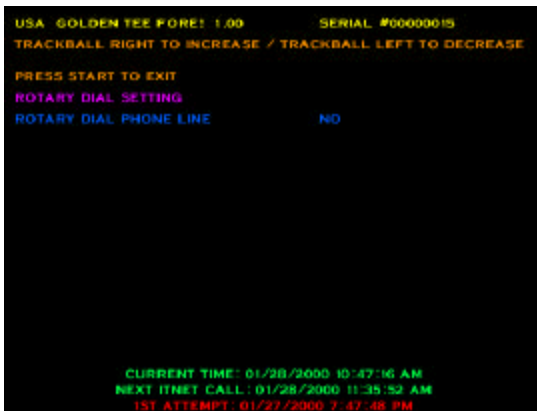 USA GOLDEN TEE FORE! 1.00 SERIAL #00000015
TRACKBALL RIGHT TO INCREASE / TRACKBALL LEFT TO DECREASE
PRESS START TO EXIT
ROTARY DIAL SETTING
ROTARY DIAL PHONE LINE NO
CURRENT TIME: 01/28/2000 10:47:16 AM
NEXT ITNET CALL: 01/28/2000 11:35:52 AM
1ST ATTEMPT: 01/27/2000 7:47:48 PM